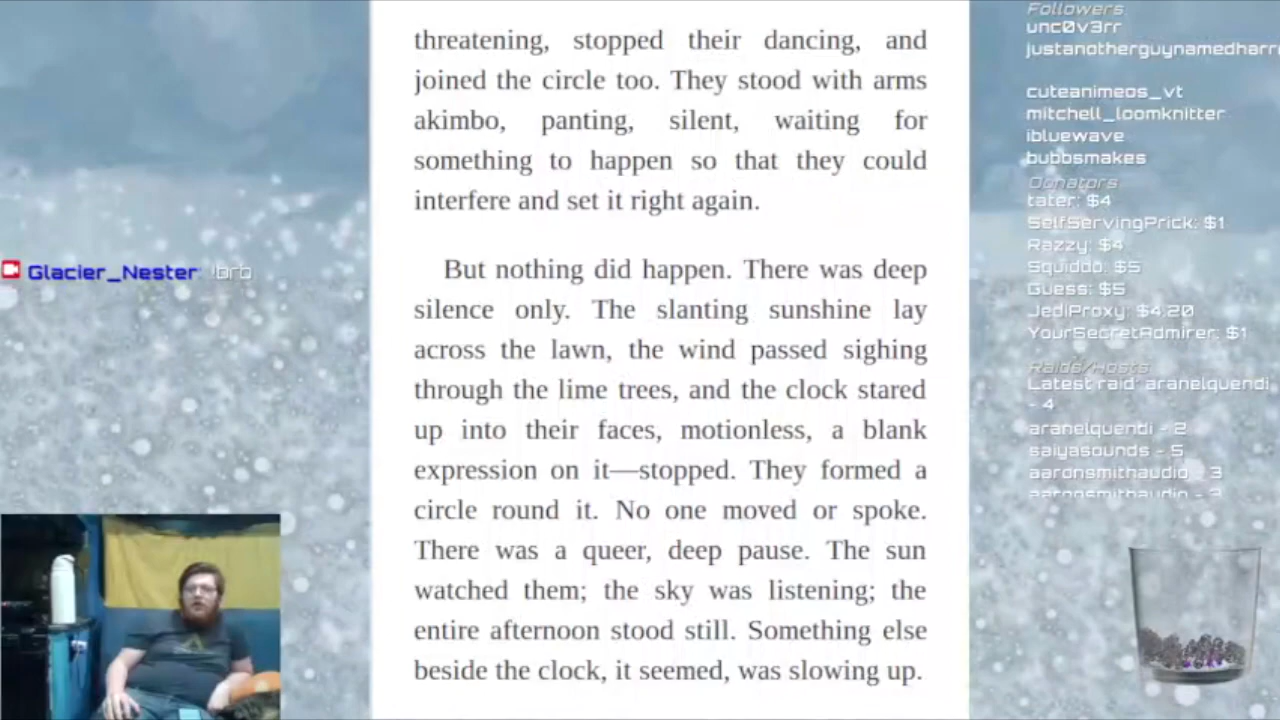 threatening, stopped their dancing, and
joined the circle too. They stood with arms
akimbo, panting, silent, waiting for
something to happen so that they could
interfere and set it right again.
But nothing did happen. There was deep
silence only. The slanting sunshine lay
across the lawn, the wind passed sighing
through the lime trees, and the clock stared
up into their faces, motionless, a blank
expression on it—stopped. They formed a
circle round it. No one moved or spoke.
There was a queer, deep pause. The sun
watched them; the sky was listening; the
entire afternoon stood still. Something else
beside the clock, it seemed, was slowing up.
Glacier_Nester: !brb
Followers
unc0v3rr
justanotherguynamedharr
cuteanimeos_vt
mitchell_loomknitter
ibluewave
bubbsmakes
Donators
tater: $4
SelfServingPrick: $1
Razzy: $4
Squiddo: $5
Guess: $5
JediProxy: $4.20
YourSecretAdmirer: $1
Raids/Hosts
Latest raid: aranelquendi
- 4
aranelquendi - 2
saiyasounds - 5
aaronsmithaudio - 3
aaronsmithaudio - 3